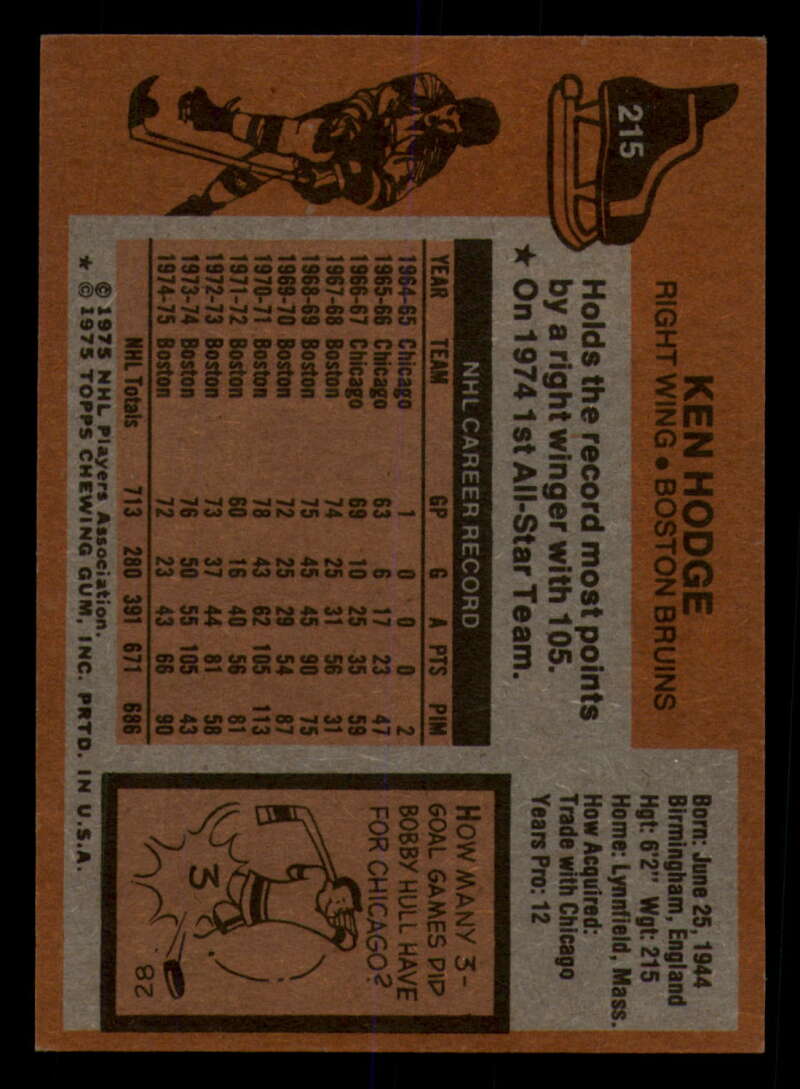 215
KEN HODGE
RIGHT WING • BOSTON BRUINS
Born: June 25, 1944
Birmingham, England
Hgt: 6'2" Wgt: 215
Home: Lynnfield, Mass.
How Acquired:
Trade with Chicago
Years Pro: 12
Holds the record most points
by a right winger with 105.
★ On 1974 1st All-Star Team.
NHL CAREER RECORD
YEAR TEAM GP G A PTS PIM
1964-65 Chicago 1 0 0 0 2
1965-66 Chicago 63 6 17 23 47
1966-67 Chicago 69 10 25 35 59
1967-68 Boston 74 25 31 56 31
1968-69 Boston 75 45 45 90 75
1969-70 Boston 72 25 29 54 87
1970-71 Boston 78 43 62 105 113
1971-72 Boston 60 16 40 56 81
1972-73 Boston 73 37 44 81 58
1973-74 Boston 76 50 55 105 43
1974-75 Boston 72 23 43 66 90
NHL Totals 713 280 391 671 686
HOW MANY 3-
GOAL GAMES DID
BOBBY HULL HAVE
FOR CHICAGO?
3
28
© 1975 NHL Players Association.
★ © 1975 TOPPS CHEWING GUM, INC. PRTD. IN U.S.A.